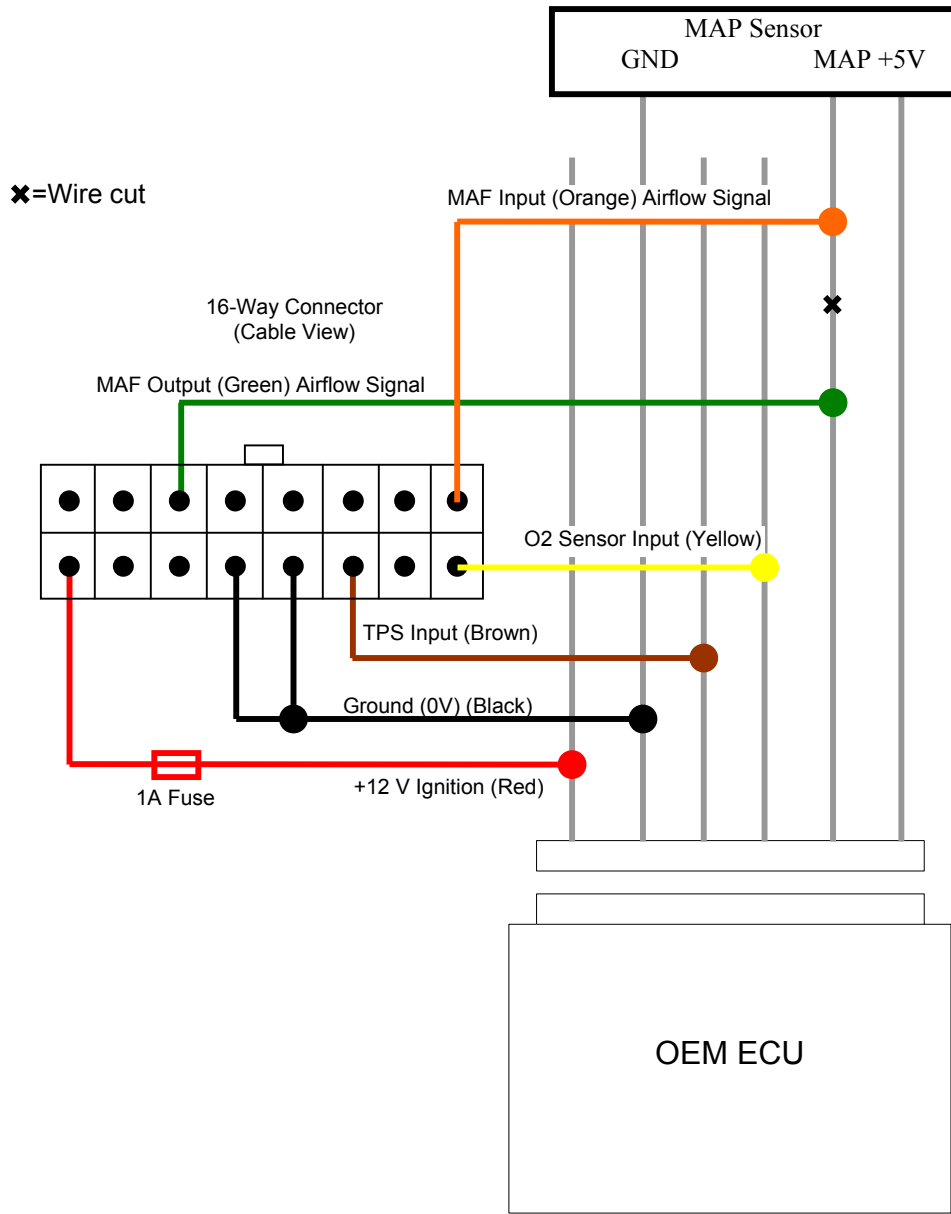 MAP Sensor
GND MAP +5V
✖=Wire cut
MAF Input (Orange) Airflow Signal
16-Way Connector
(Cable View)
MAF Output (Green) Airflow Signal
O2 Sensor Input (Yellow)
TPS Input (Brown)
Ground (0V) (Black)
+12 V Ignition (Red)
1A Fuse
OEM ECU